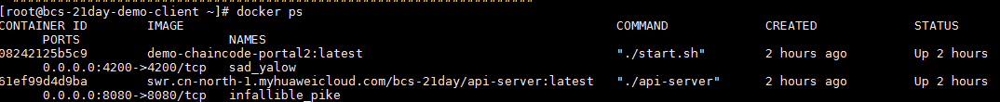 [root@bcs-21day-demo-client ~]# docker ps
CONTAINER ID        IMAGE                                                          COMMAND             CREATED             STATUS
      PORTS                    NAMES
08242125b5c9        demo-chaincode-portal2:latest                                  "./start.sh"        2 hours ago         Up 2 hours
      0.0.0.0:4200->4200/tcp   sad_yalow
61ef99d4d9ba        swr.cn-north-1.myhuaweicloud.com/bcs-21day/api-server:latest   "./api-server"      2 hours ago         Up 2 hours
      0.0.0.0:8080->8080/tcp   infallible_pike